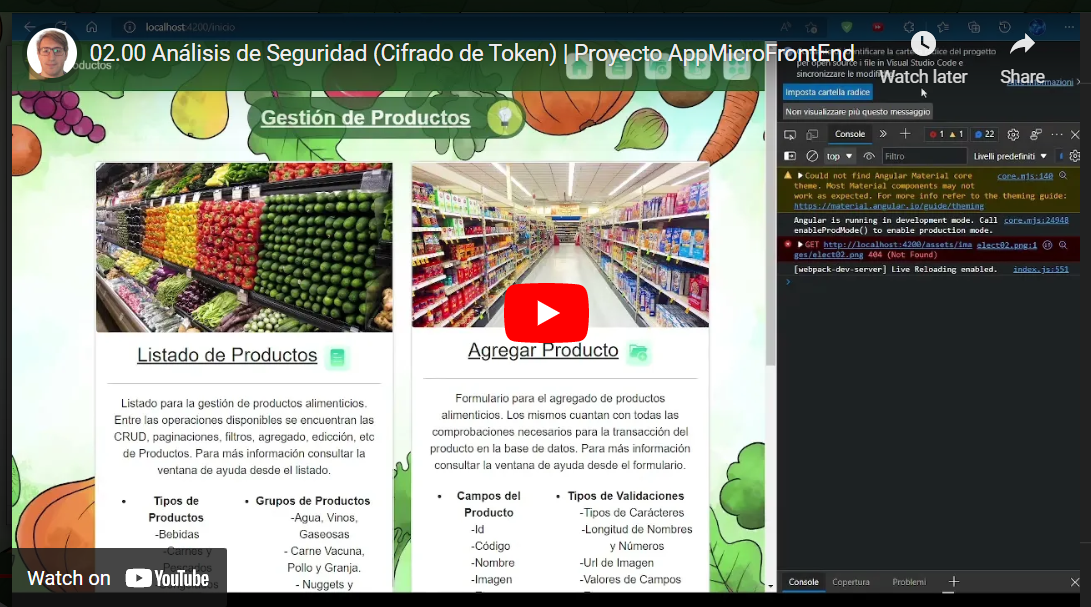 localhost:4200/inicio
02.00 Análisis de Seguridad (Cifrado de Token) | Proyecto AppMicroFrontEnd
Watch later
Share
Gestión de Productos
Listado de Productos
Listado para la gestión de productos alimenticios.
Entre las operaciones disponibles se encuentran las
CRUD, paginaciones, filtros, agregado, edicción, etc
de Productos. Para más información consultar la
ventana de ayuda desde el listado.
• Tipos de
Productos
-Bebidas
-Carnes y
Pescados
• Grupos de Productos
-Agua, Vinos,
Gaseosas
- Carne Vacuna,
Pollo y Granja.
- Nuggets y
Agregar Producto
Formulario para el agregado de productos
alimenticios. Los mismos cuantan con todas las
comprobaciones necesarios para la transacción del
producto en la base de datos. Para más información
consultar la ventana de ayuda desde el formulario.
• Campos del
Producto
-Id
-Código
-Nombre
-Imagen
• Tipos de Validaciones
-Tipos de Carácteres
-Longitud de Nombres
y Números
-Url de Imagen
-Valores de Campos
Watch on YouTube
identificare la cartella radice del progetto
per open source i file in Visual Studio Code e
sincronizzare le modifiche.
informazioni
Imposta cartella radice
Non visualizzare più questo messaggio
Console
1 1 22
top Filtro Livelli predefiniti
Could not find Angular Material core core.mjs:140
theme. Most Material components may not
work as expected. For more info refer to the theming guide:
https://material.angular.io/guide/theming
Angular is running in development mode. Call core.mjs:24948
enableProdMode() to enable production mode.
GET http://localhost:4200/assets/ima elect02.png:1
ges/elect02.png 404 (Not Found)
[webpack-dev-server] Live Reloading enabled. index.js:551
Console Copertura Problemi